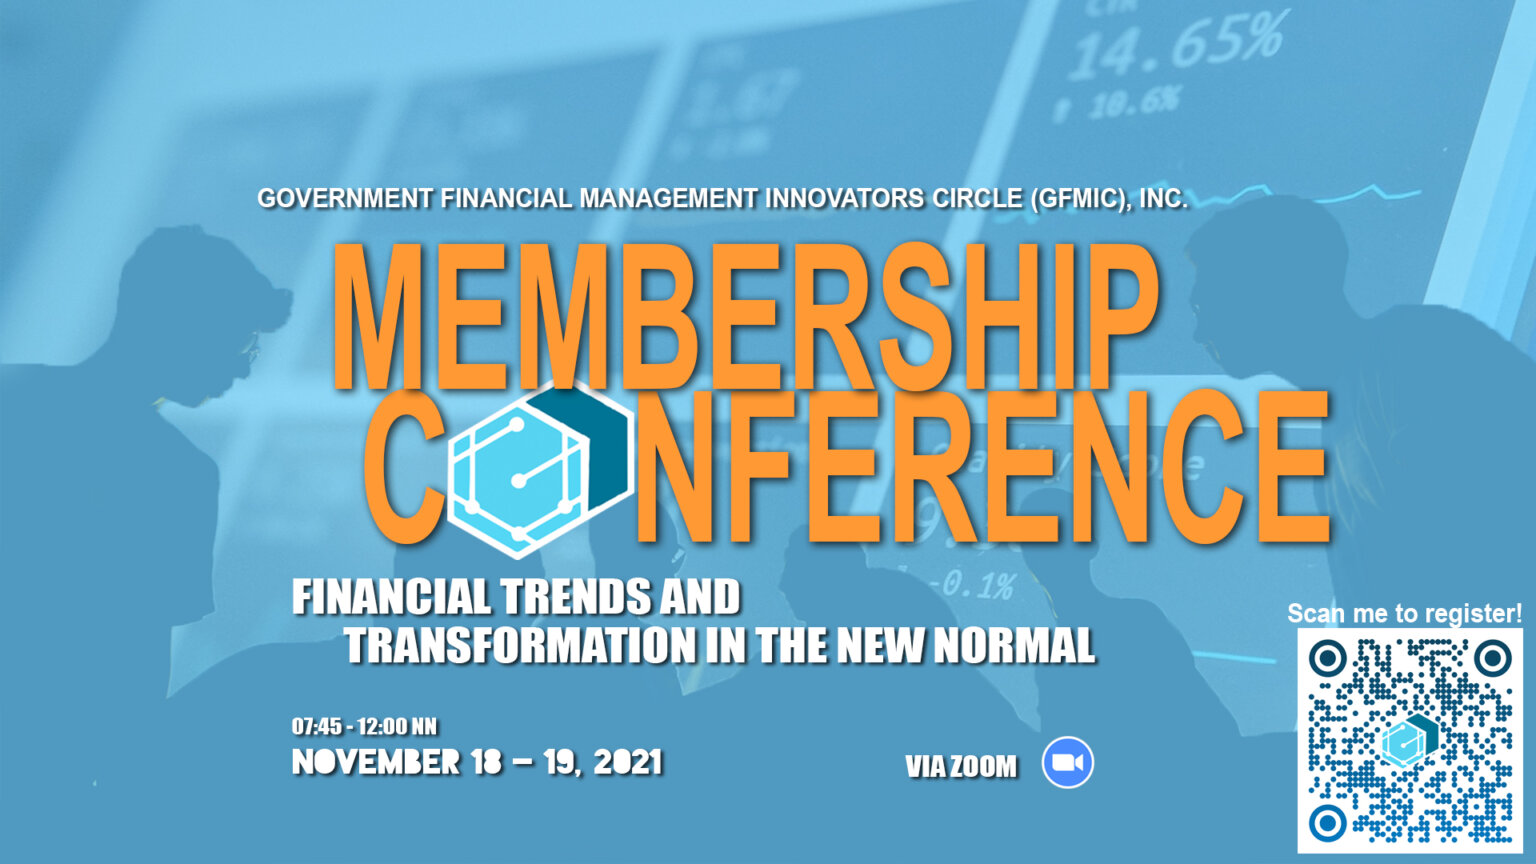 CTR
14.65%
10.6%
GOVERNMENT FINANCIAL MANAGEMENT INNOVATORS CIRCLE (GFMIC), INC.
MEMBERSHIP
CONFERENCE
-0.1%
FINANCIAL TRENDS AND
TRANSFORMATION IN THE NEW NORMAL
Scan me to register!
07:45 - 12:00 NN
NOVEMBER 18 – 19, 2021
VIA ZOOM